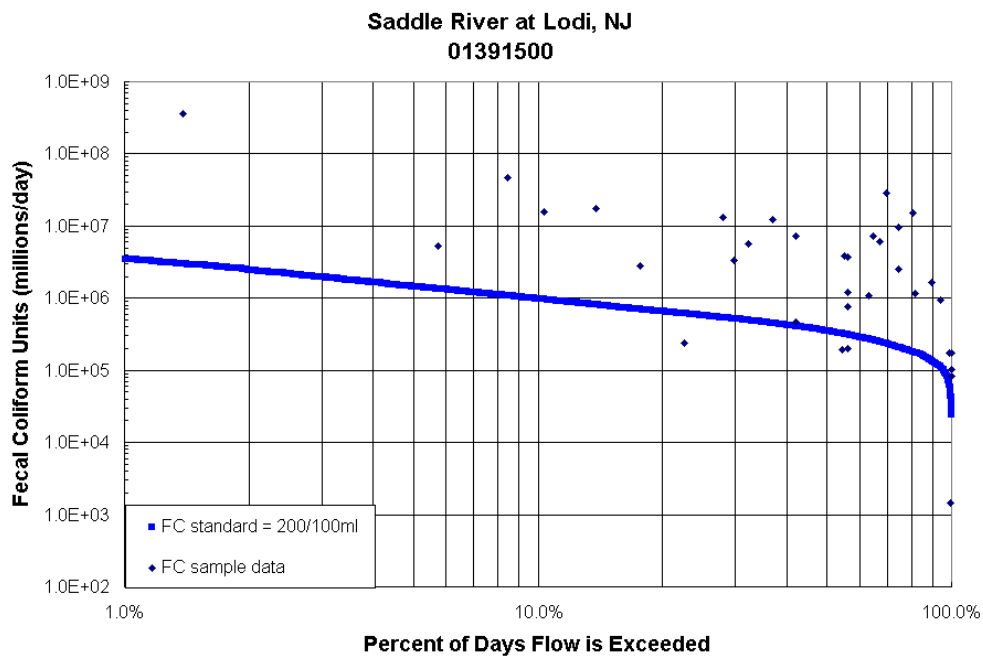 Saddle River at Lodi, NJ
01391500
Fecal Coliform Units (millions/day)
1.0E+09
1.0E+08
1.0E+07
1.0E+06
1.0E+05
1.0E+04
1.0E+03
1.0E+02
FC standard = 200/100ml
FC sample data
1.0%
10.0%
100.0%
Percent of Days Flow is Exceeded